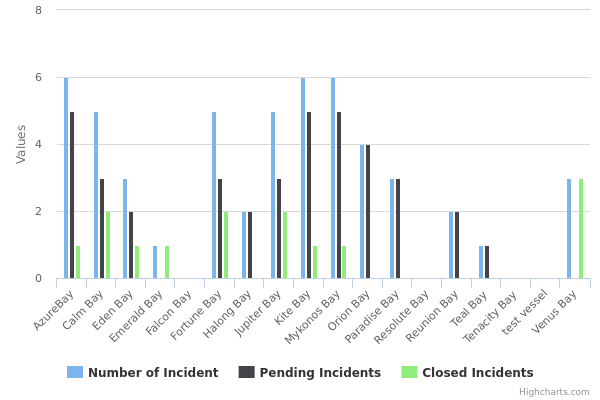 8
6
4
2
0
Values
AzureBay
Calm Bay
Eden Bay
Emerald Bay
Falcon Bay
Fortune Bay
Halong Bay
Jupiter Bay
Kite Bay
Mykonos Bay
Orion Bay
Paradise Bay
Resolute Bay
Reunion Bay
Teal Bay
Tenacity Bay
test vessel
Venus Bay
Number of Incident Pending Incidents Closed Incidents
Highcharts.com